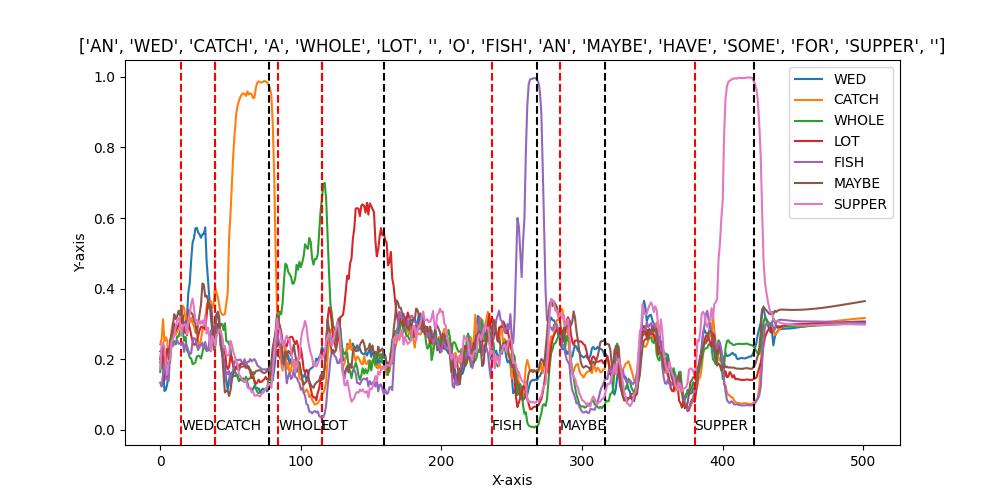 ['AN', 'WED', 'CATCH', 'A', 'WHOLE', 'LOT', '', 'O', 'FISH', 'AN', 'MAYBE', 'HAVE', 'SOME', 'FOR', 'SUPPER', '']
1.0
0.8
0.6
0.4
0.2
0.0
Y-axis
WED
CATCH
WHOLE
LOT
FISH
MAYBE
SUPPER
WED CATCH WHOLE LOT FISH MAYBE SUPPER
0 100 200 300 400 500
X-axis